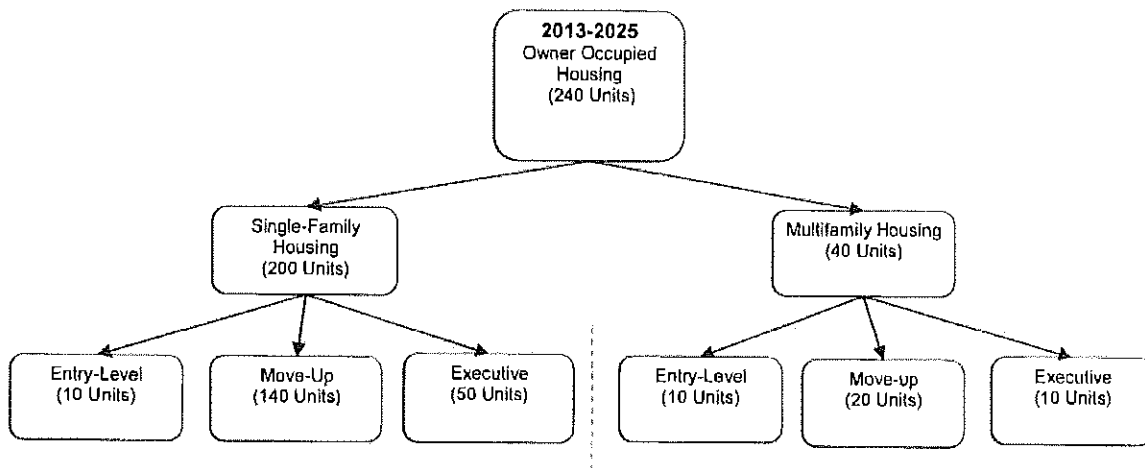 2013-2025
Owner Occupied
Housing
(240 Units)
Single-Family
Housing
(200 Units)
Multifamily Housing
(40 Units)
Entry-Level
(10 Units)
Move-Up
(140 Units)
Executive
(50 Units)
Entry-Level
(10 Units)
Move-up
(20 Units)
Executive
(10 Units)